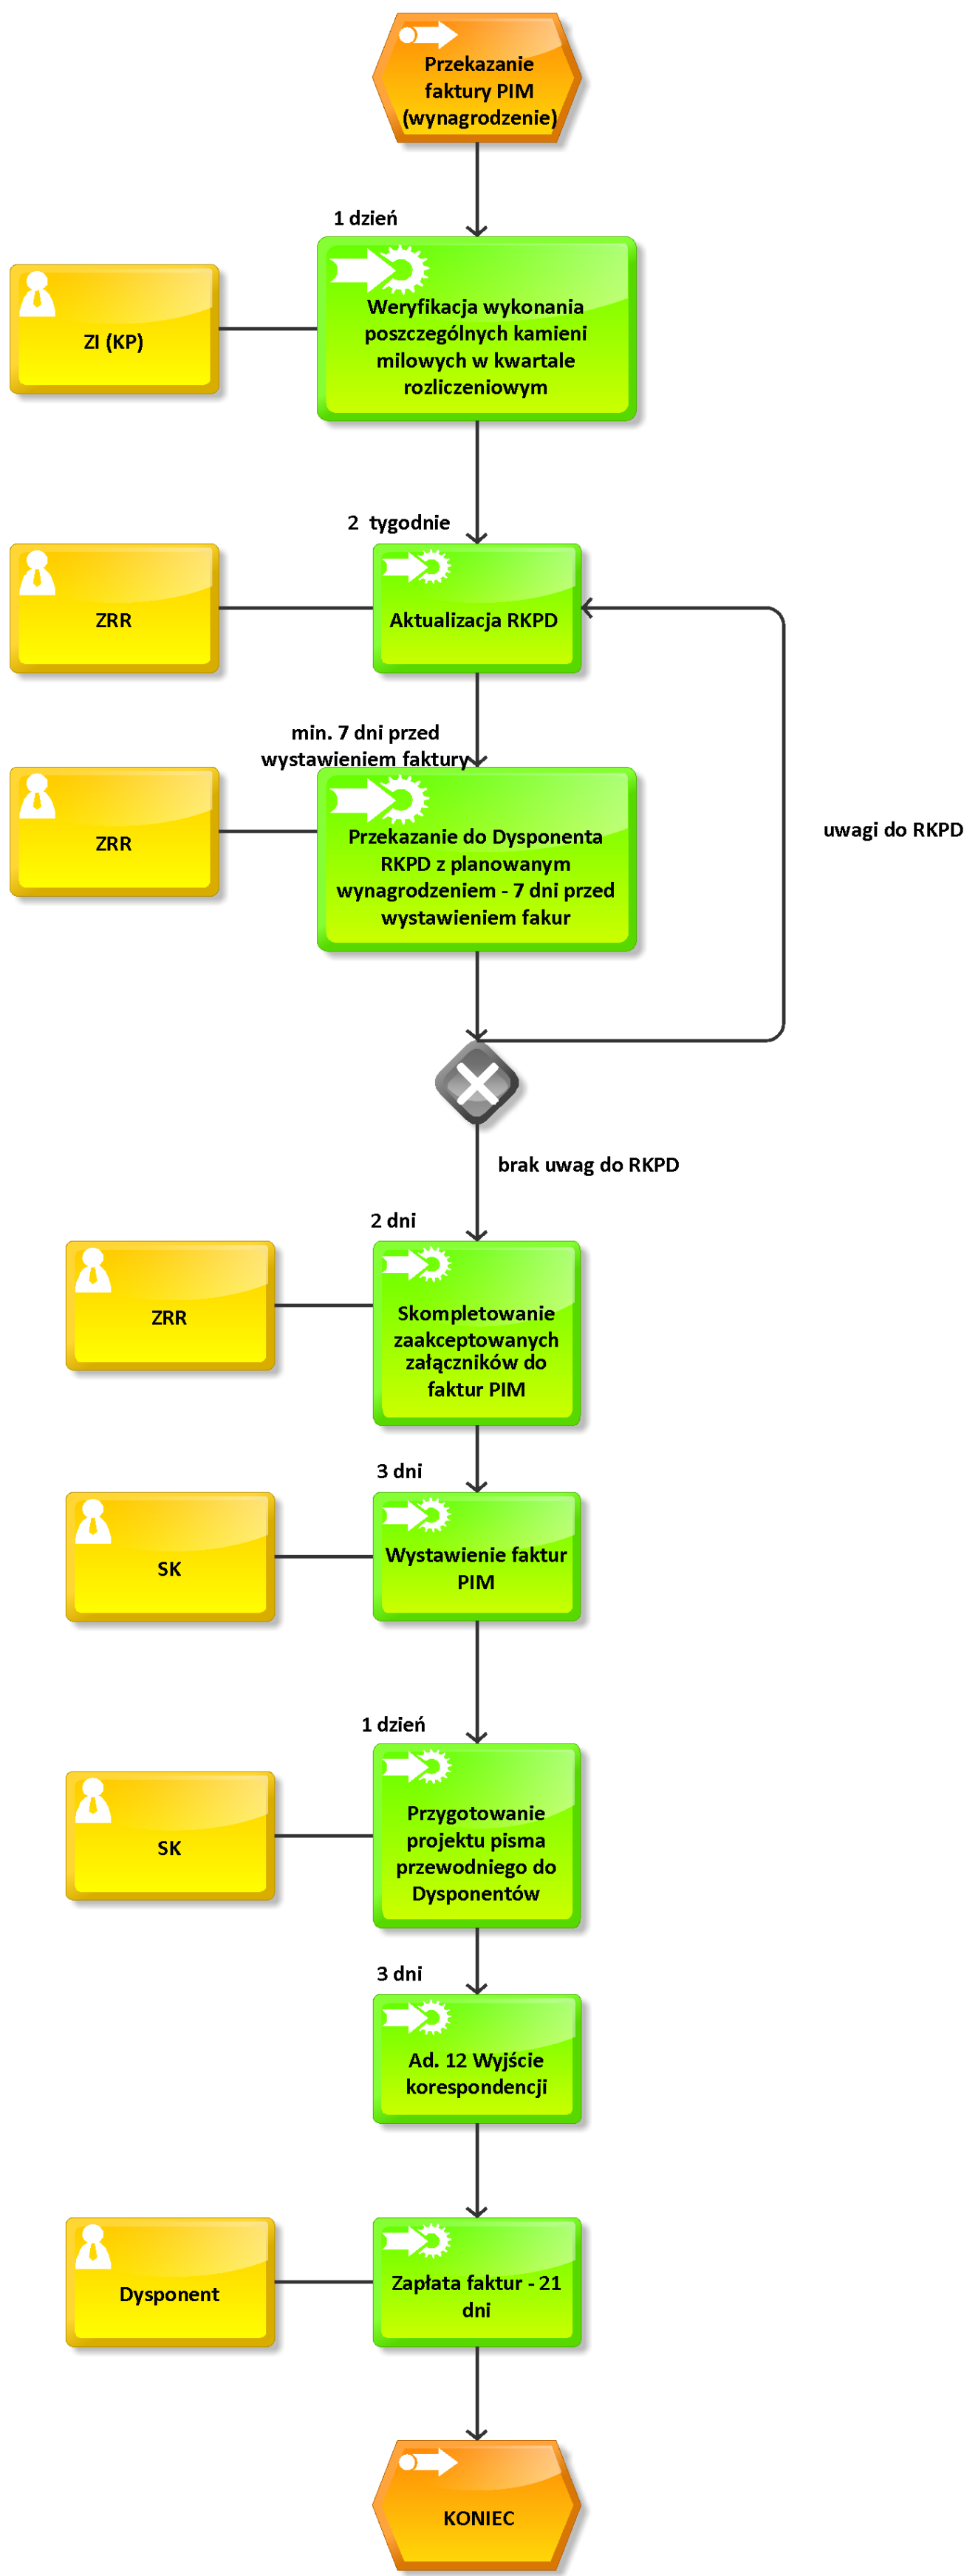 Przekazanie
faktury PIM
(wynagrodzenie)
1 dzień
ZI (KP)
Weryfikacja wykonania
poszczególnych kamieni
milowych w kwartale
rozliczeniowym
2 tygodnie
ZRR
Aktualizacja RKPD
min. 7 dni przed
wystawieniem faktury
ZRR
Przekazanie do Dysponenta
RKPD z planowanym
wynagrodzeniem - 7 dni przed
wystawieniem fakur
uwagi do RKPD
brak uwag do RKPD
2 dni
ZRR
Skompletowanie
zaakceptowanych
załączników do
faktur PIM
3 dni
SK
Wystawienie faktur
PIM
1 dzień
SK
Przygotowanie
projektu pisma
przewodniego do
Dysponentów
3 dni
Ad. 12 Wyjście
korespondencji
Dysponent
Zapłata faktur - 21
dni
KONIEC